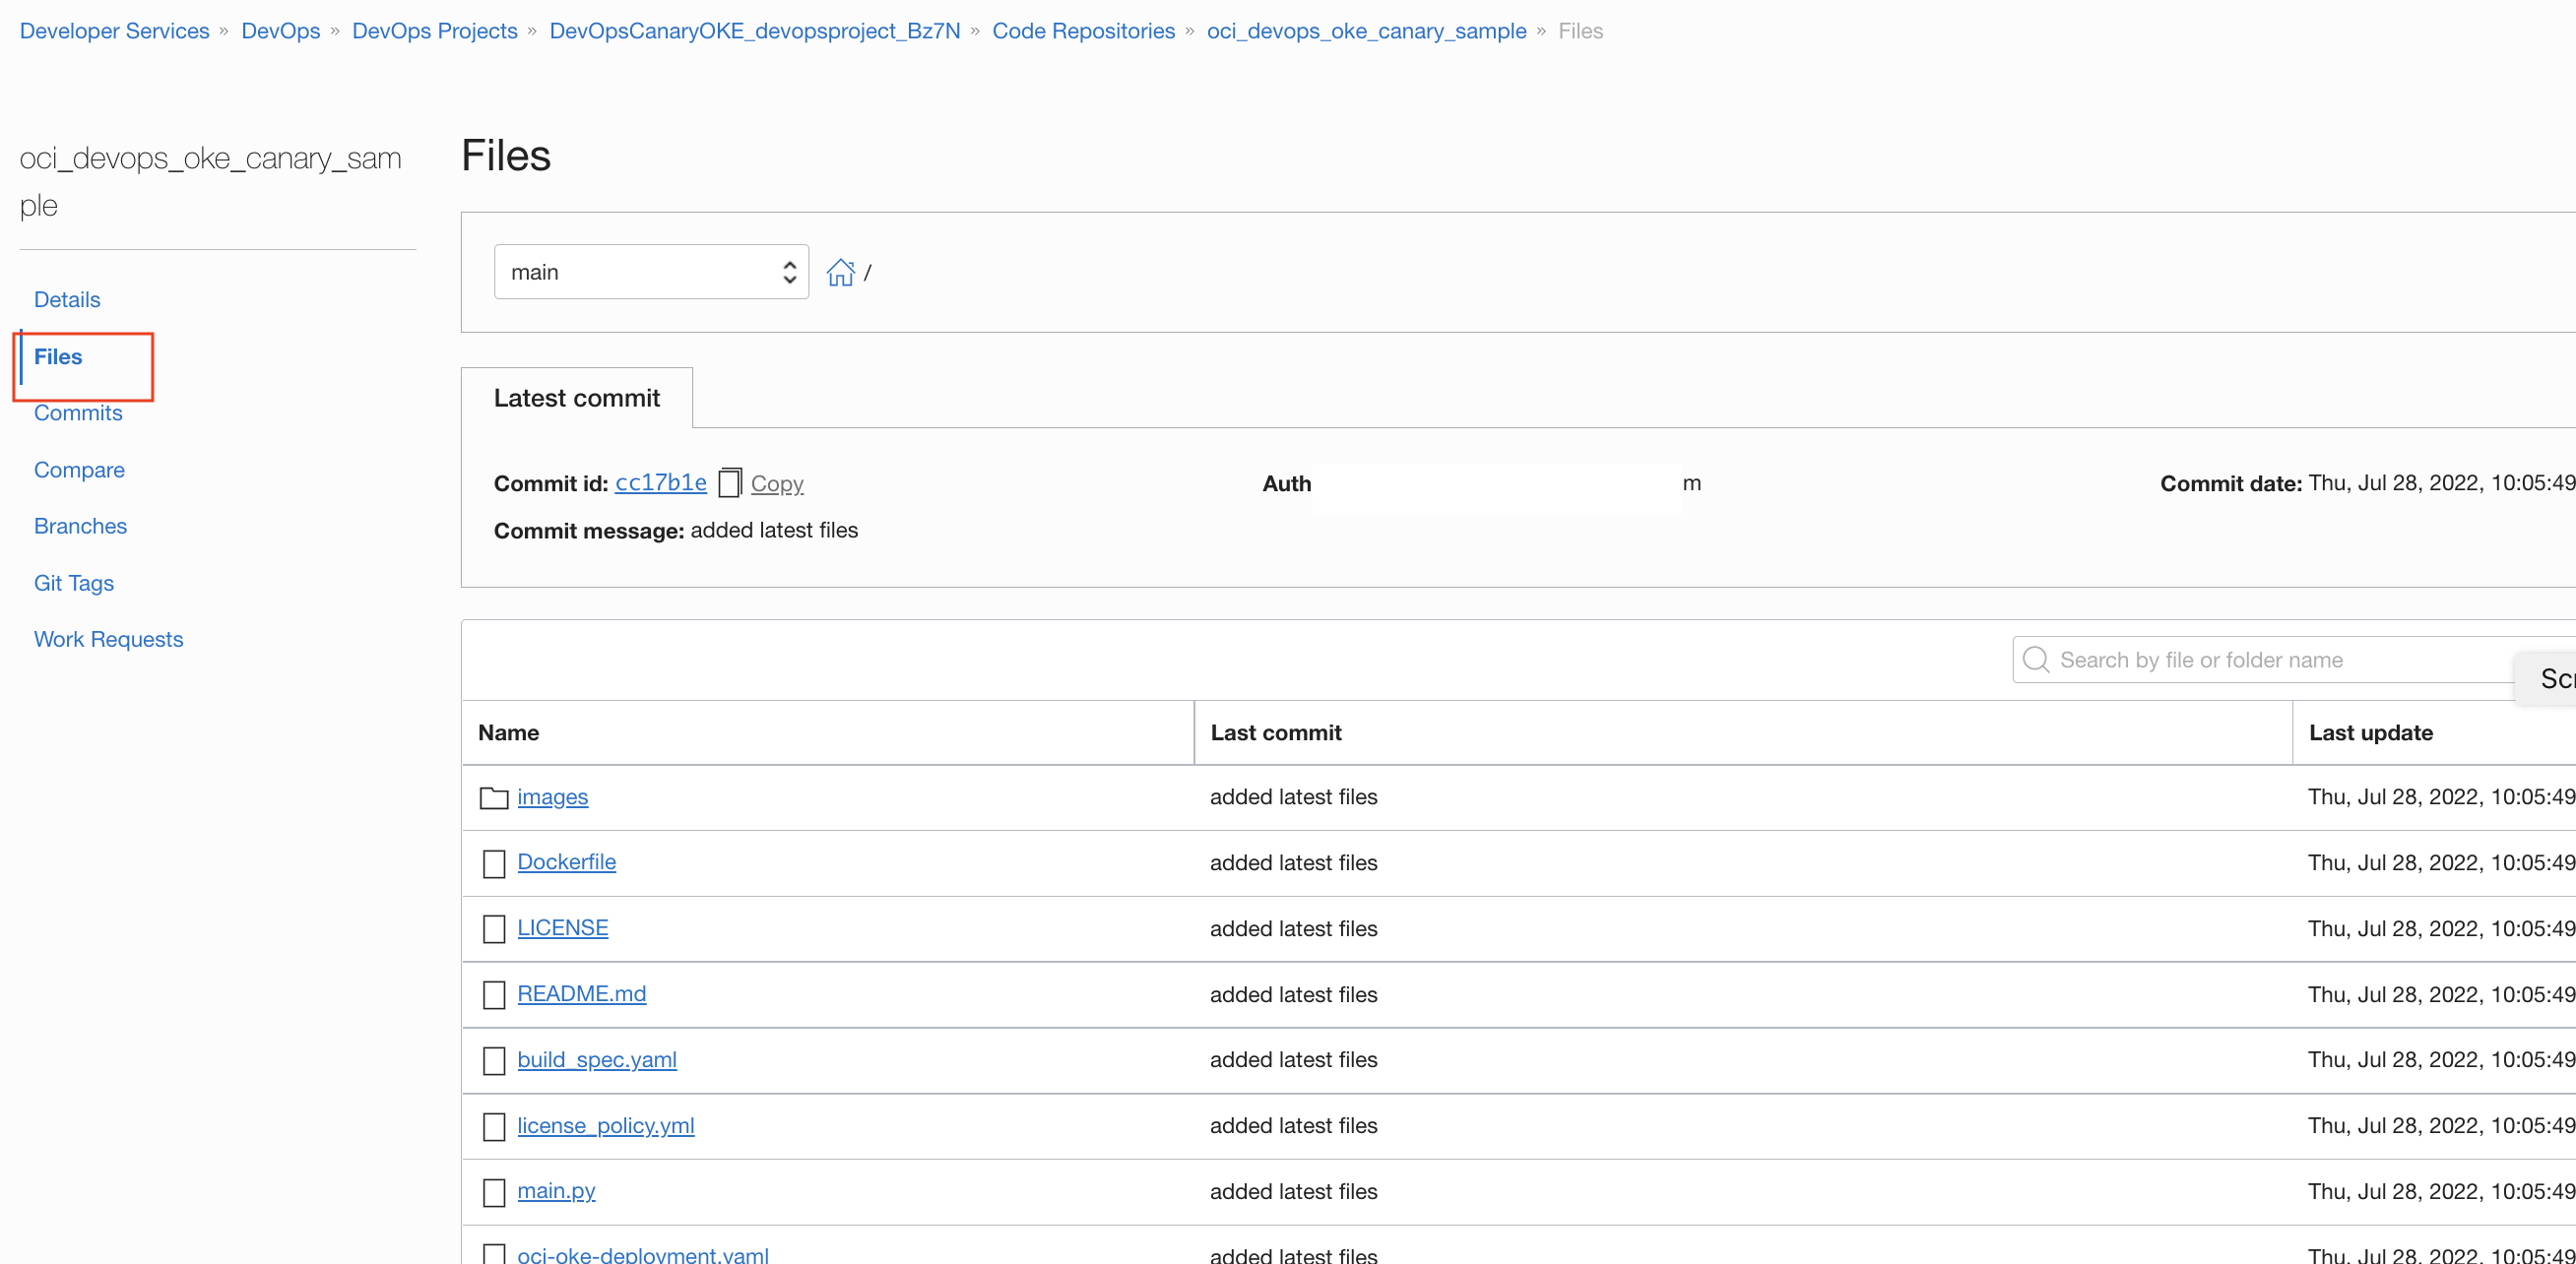 Developer Services » DevOps » DevOps Projects » DevOpsCanaryOKE_devopsproject_Bz7N » Code Repositories » oci_devops_oke_canary_sample » Files
oci_devops_oke_canary_sam
ple
Details
Files
Commits
Compare
Branches
Git Tags
Work Requests
Files
main /
Latest commit
Commit id: cc17b1e Copy Auth m Commit date: Thu, Jul 28, 2022, 10:05:49
Commit message: added latest files
Search by file or folder name
Name Last commit Last update
images added latest files Thu, Jul 28, 2022, 10:05:49
Dockerfile added latest files Thu, Jul 28, 2022, 10:05:49
LICENSE added latest files Thu, Jul 28, 2022, 10:05:49
README.md added latest files Thu, Jul 28, 2022, 10:05:49
build_spec.yaml added latest files Thu, Jul 28, 2022, 10:05:49
license_policy.yml added latest files Thu, Jul 28, 2022, 10:05:49
main.py added latest files Thu, Jul 28, 2022, 10:05:49
oci-oke-deployment.yaml added latest files Thu, Jul 28, 2022, 10:05:49